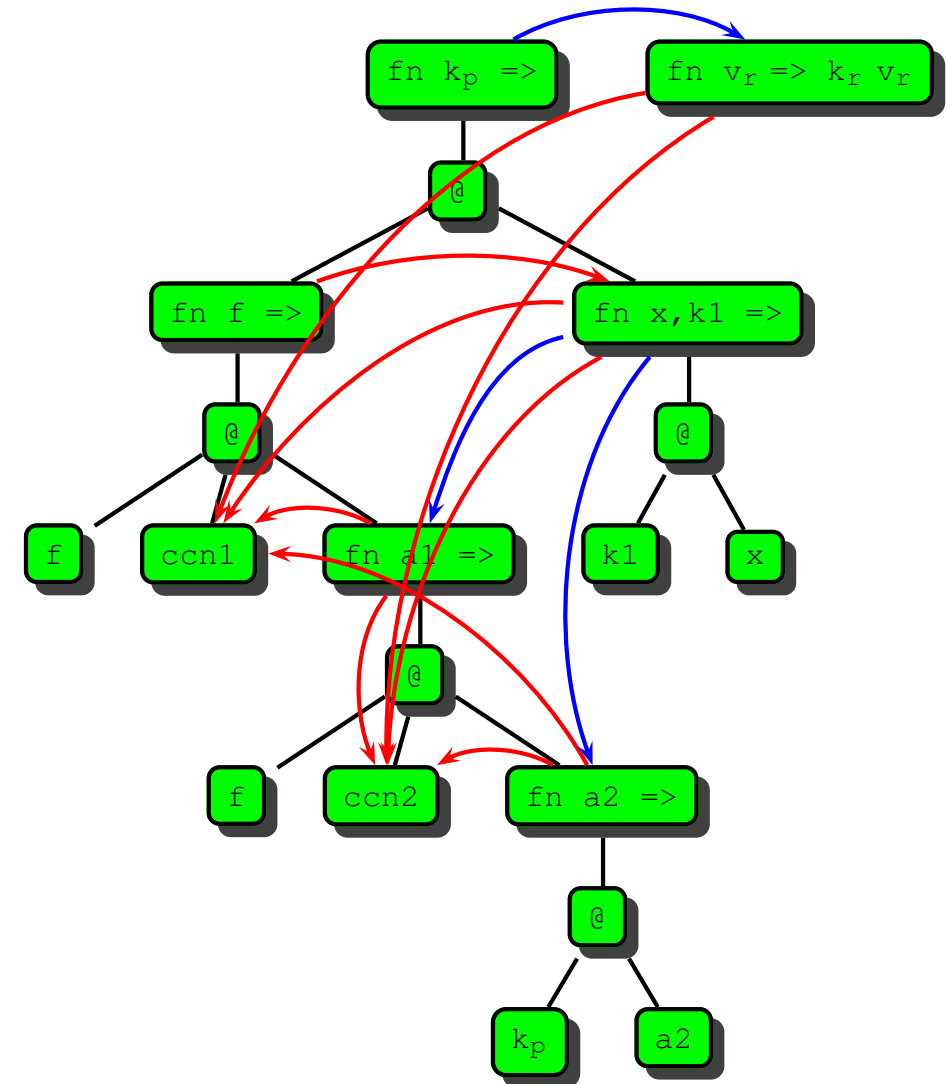 fn kₚ =>
fn vᵣ => kᵣ vᵣ
@
fn f =>
fn x,k1 =>
@
@
f
ccn1
fn a1 =>
k1
x
@
f
ccn2
fn a2 =>
@
kₚ
a2